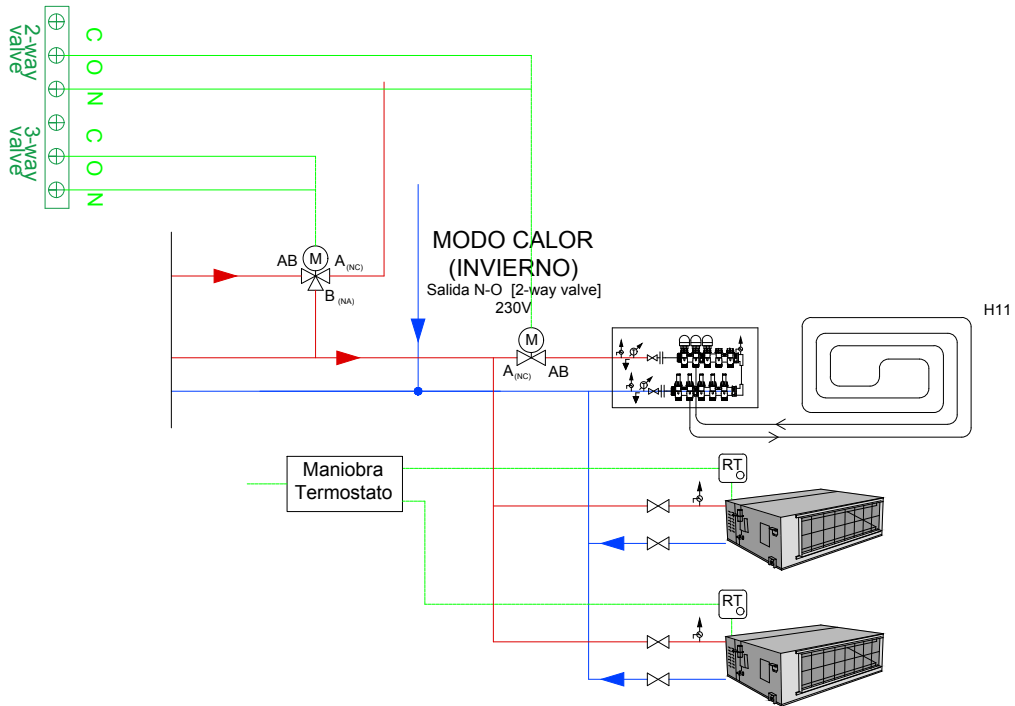 2-way
valve
C O N
3-way
valve
C O N
MODO CALOR
(INVIERNO)
Salida N-O [2-way valve]
230V
AB
M
A (NC)
B (NA)
M
A (NC)
AB
T
T
H11
Maniobra
Termostato
RT
RT